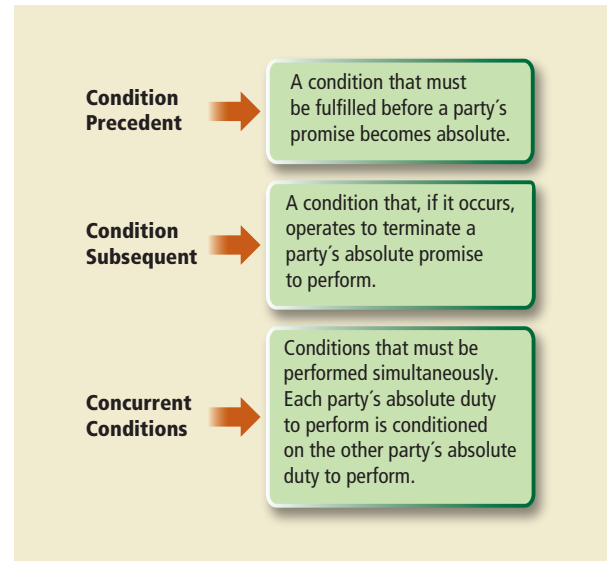 Condition
Precedent
A condition that must
be fulfilled before a party´s
promise becomes absolute.
Condition
Subsequent
A condition that, if it occurs,
operates to terminate a
party´s absolute promise
to perform.
Concurrent
Conditions
Conditions that must be
performed simultaneously.
Each party´s absolute duty
to perform is conditioned
on the other party´s absolute
duty to perform.